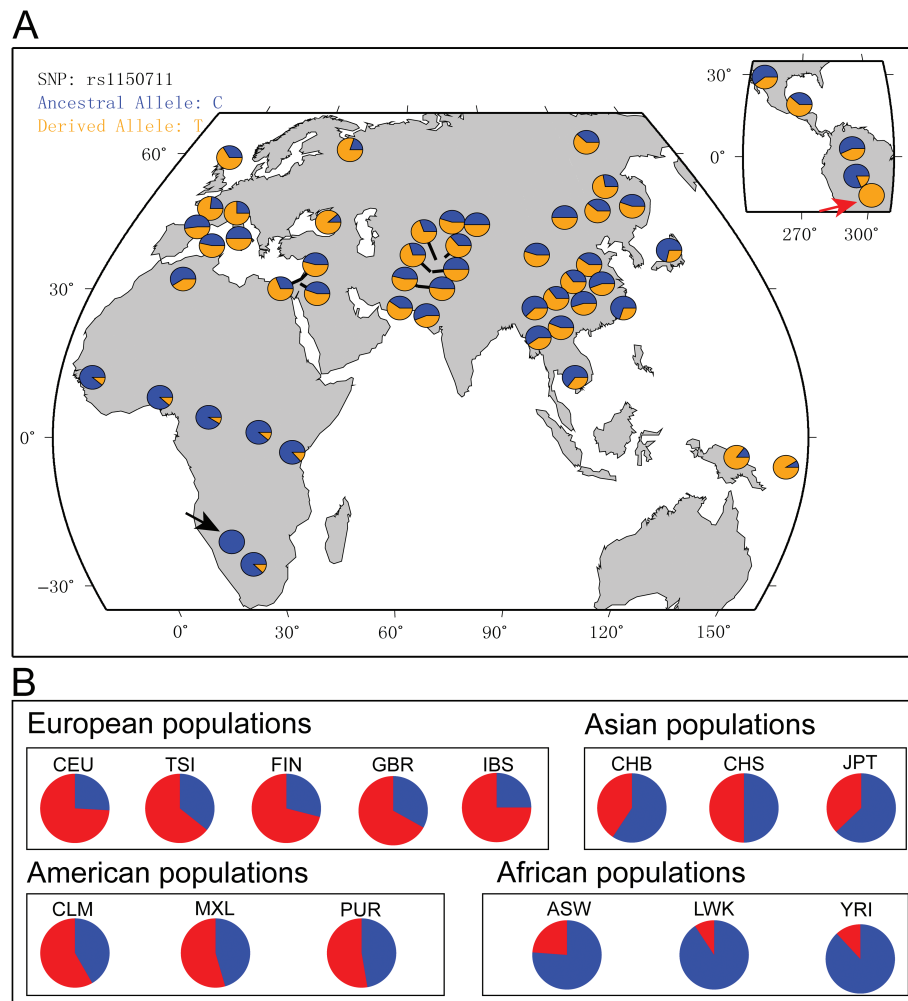 A
SNP: rs1150711
Ancestral Allele: C
Derived Allele: T
60°
30°
0°
−30°
0°
30°
60°
90°
120°
150°
30°
0°
270°
300°
B
European populations
Asian populations
CEU TSI FIN GBR IBS
CHB CHS JPT
American populations
African populations
CLM MXL PUR
ASW LWK YRI